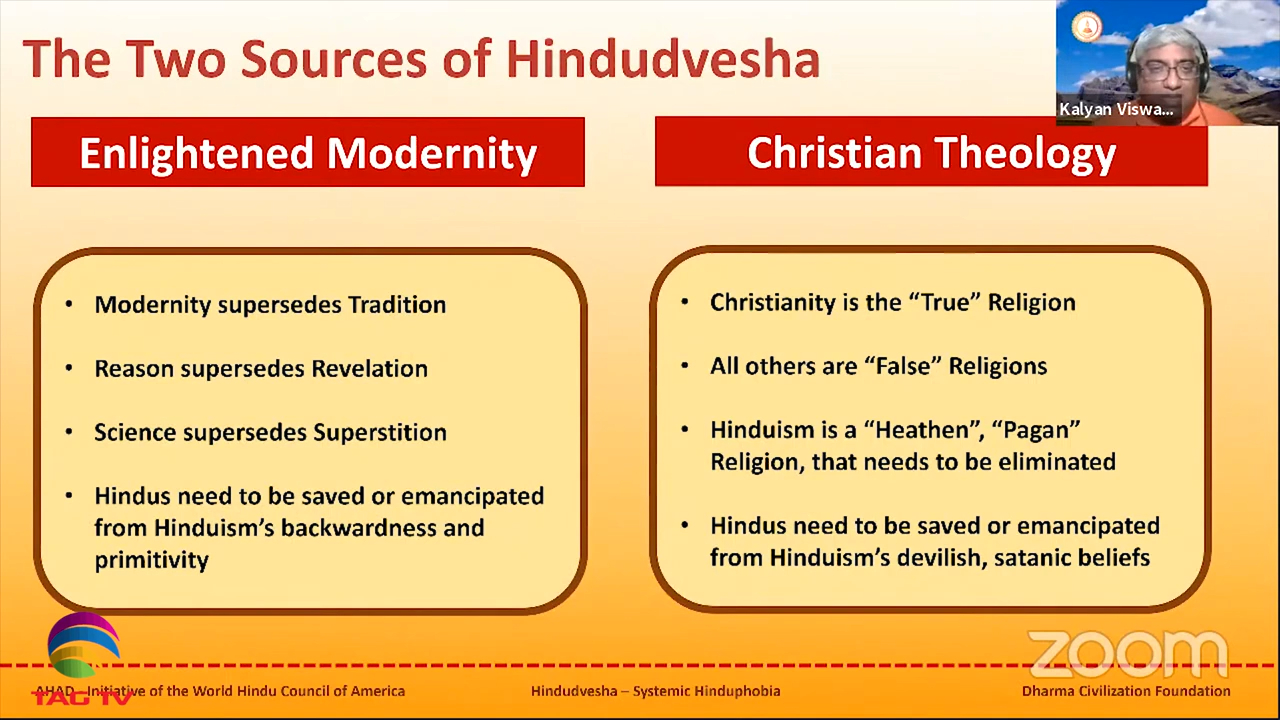 The Two Sources of Hindudvesha
Kalyan Viswa...
Enlightened Modernity
Christian Theology
• Modernity supersedes Tradition
• Reason supersedes Revelation
• Science supersedes Superstition
• Hindus need to be saved or emancipated
from Hinduism's backwardness and
primitivity
• Christianity is the “True” Religion
• All others are “False” Religions
• Hinduism is a “Heathen”, “Pagan”
Religion, that needs to be eliminated
• Hindus need to be saved or emancipated
from Hinduism's devilish, satanic beliefs
zoom
AHAD - Initiative of the World Hindu Council of America
TAG TV
Hindudvesha – Systemic Hinduphobia
Dharma Civilization Foundation